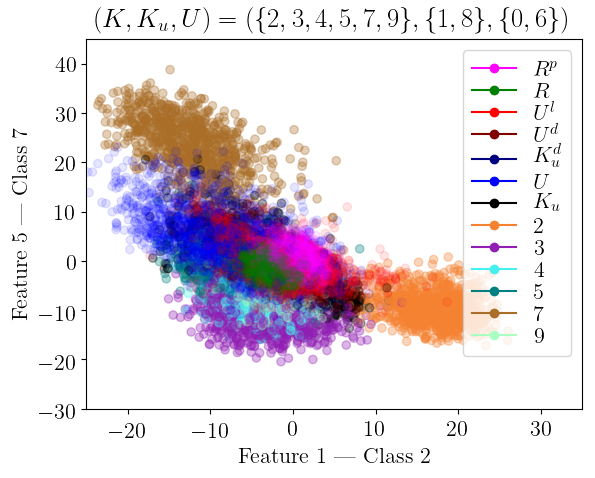 (K, K_u, U) = ({2, 3, 4, 5, 7, 9}, {1, 8}, {0, 6})
40
30
20
10
0
−10
−20
−30
Feature 5 — Class 7
R^p
R
U^l
U^d
K_u^d
U
K_u
2
3
4
5
7
9
−20
−10
0
10
20
30
Feature 1 — Class 2